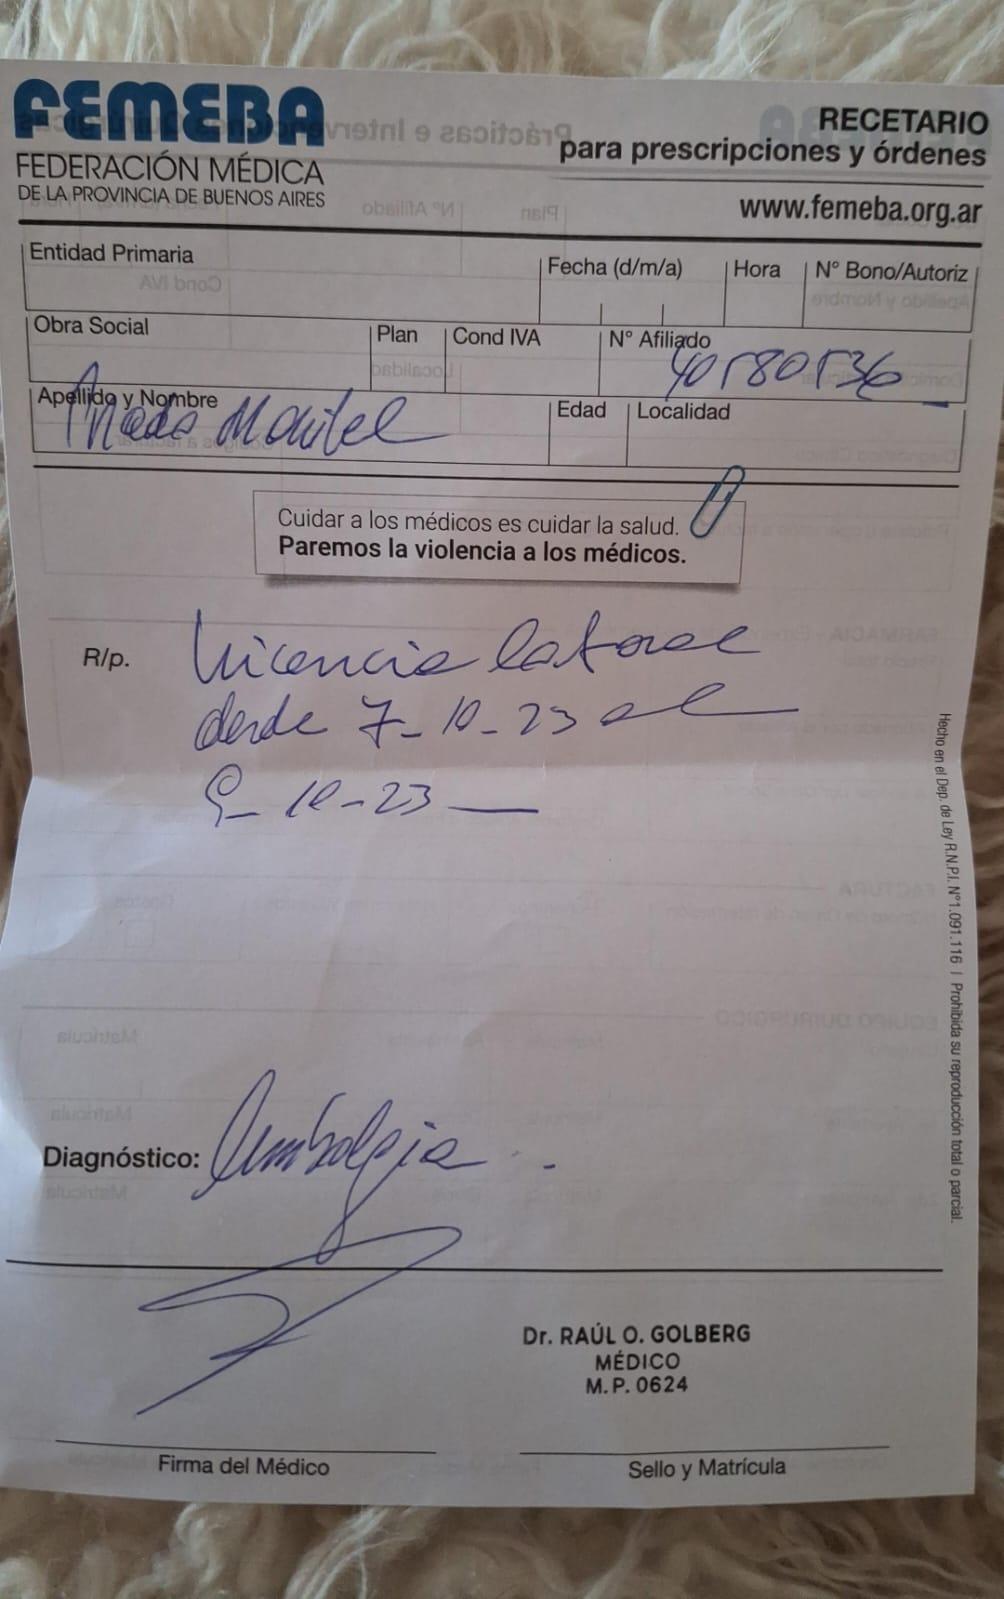 FEMEBA
FEDERACIÓN MÉDICA
DE LA PROVINCIA DE BUENOS AIRES
RECETARIO
para prescripciones y órdenes
www.femeba.org.ar
Entidad Primaria
Fecha (d/m/a)
Hora
N° Bono/Autoriz
Obra Social
Plan
Cond IVA
N° Afiliado
40580536
Apellido y Nombre
Edad
Localidad
Cuidar a los médicos es cuidar la salud.
Paremos la violencia a los médicos.
R/p. Licencia laboral
desde 7-10-23 al
9-10-23
Hecho en el Dep. de Ley R.N.P.I. N°1.091.116 | Prohibida su reproducción total o parcial.
Diagnóstico: Lumbalgia
Dr. RAÚL O. GOLBERG
MÉDICO
M.P. 0624
Firma del Médico
Sello y Matrícula